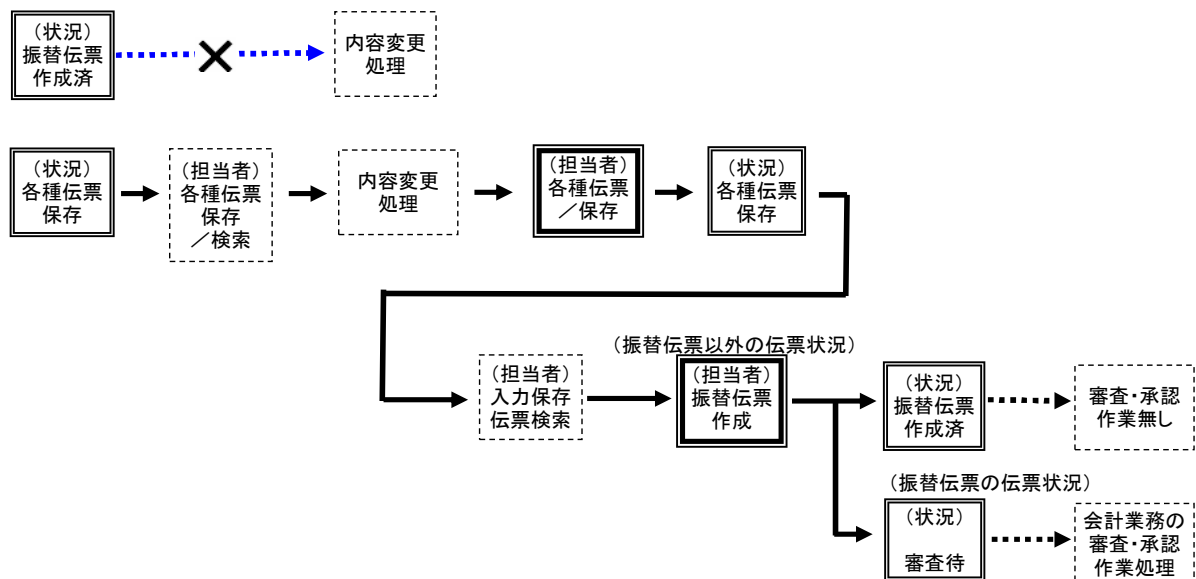 （状況）
振替伝票
作成済
内容変更
処理
（状況）
各種伝票
保存
（担当者）
各種伝票
保存
／検索
内容変更
処理
（担当者）
各種伝票
／保存
（状況）
各種伝票
保存
（振替伝票以外の伝票状況）
（担当者）
入力保存
伝票検索
（担当者）
振替伝票
作成
（状況）
振替伝票
作成済
審査・承認
作業無し
（振替伝票の伝票状況）
（状況）
審査待
会計業務の
審査・承認
作業処理